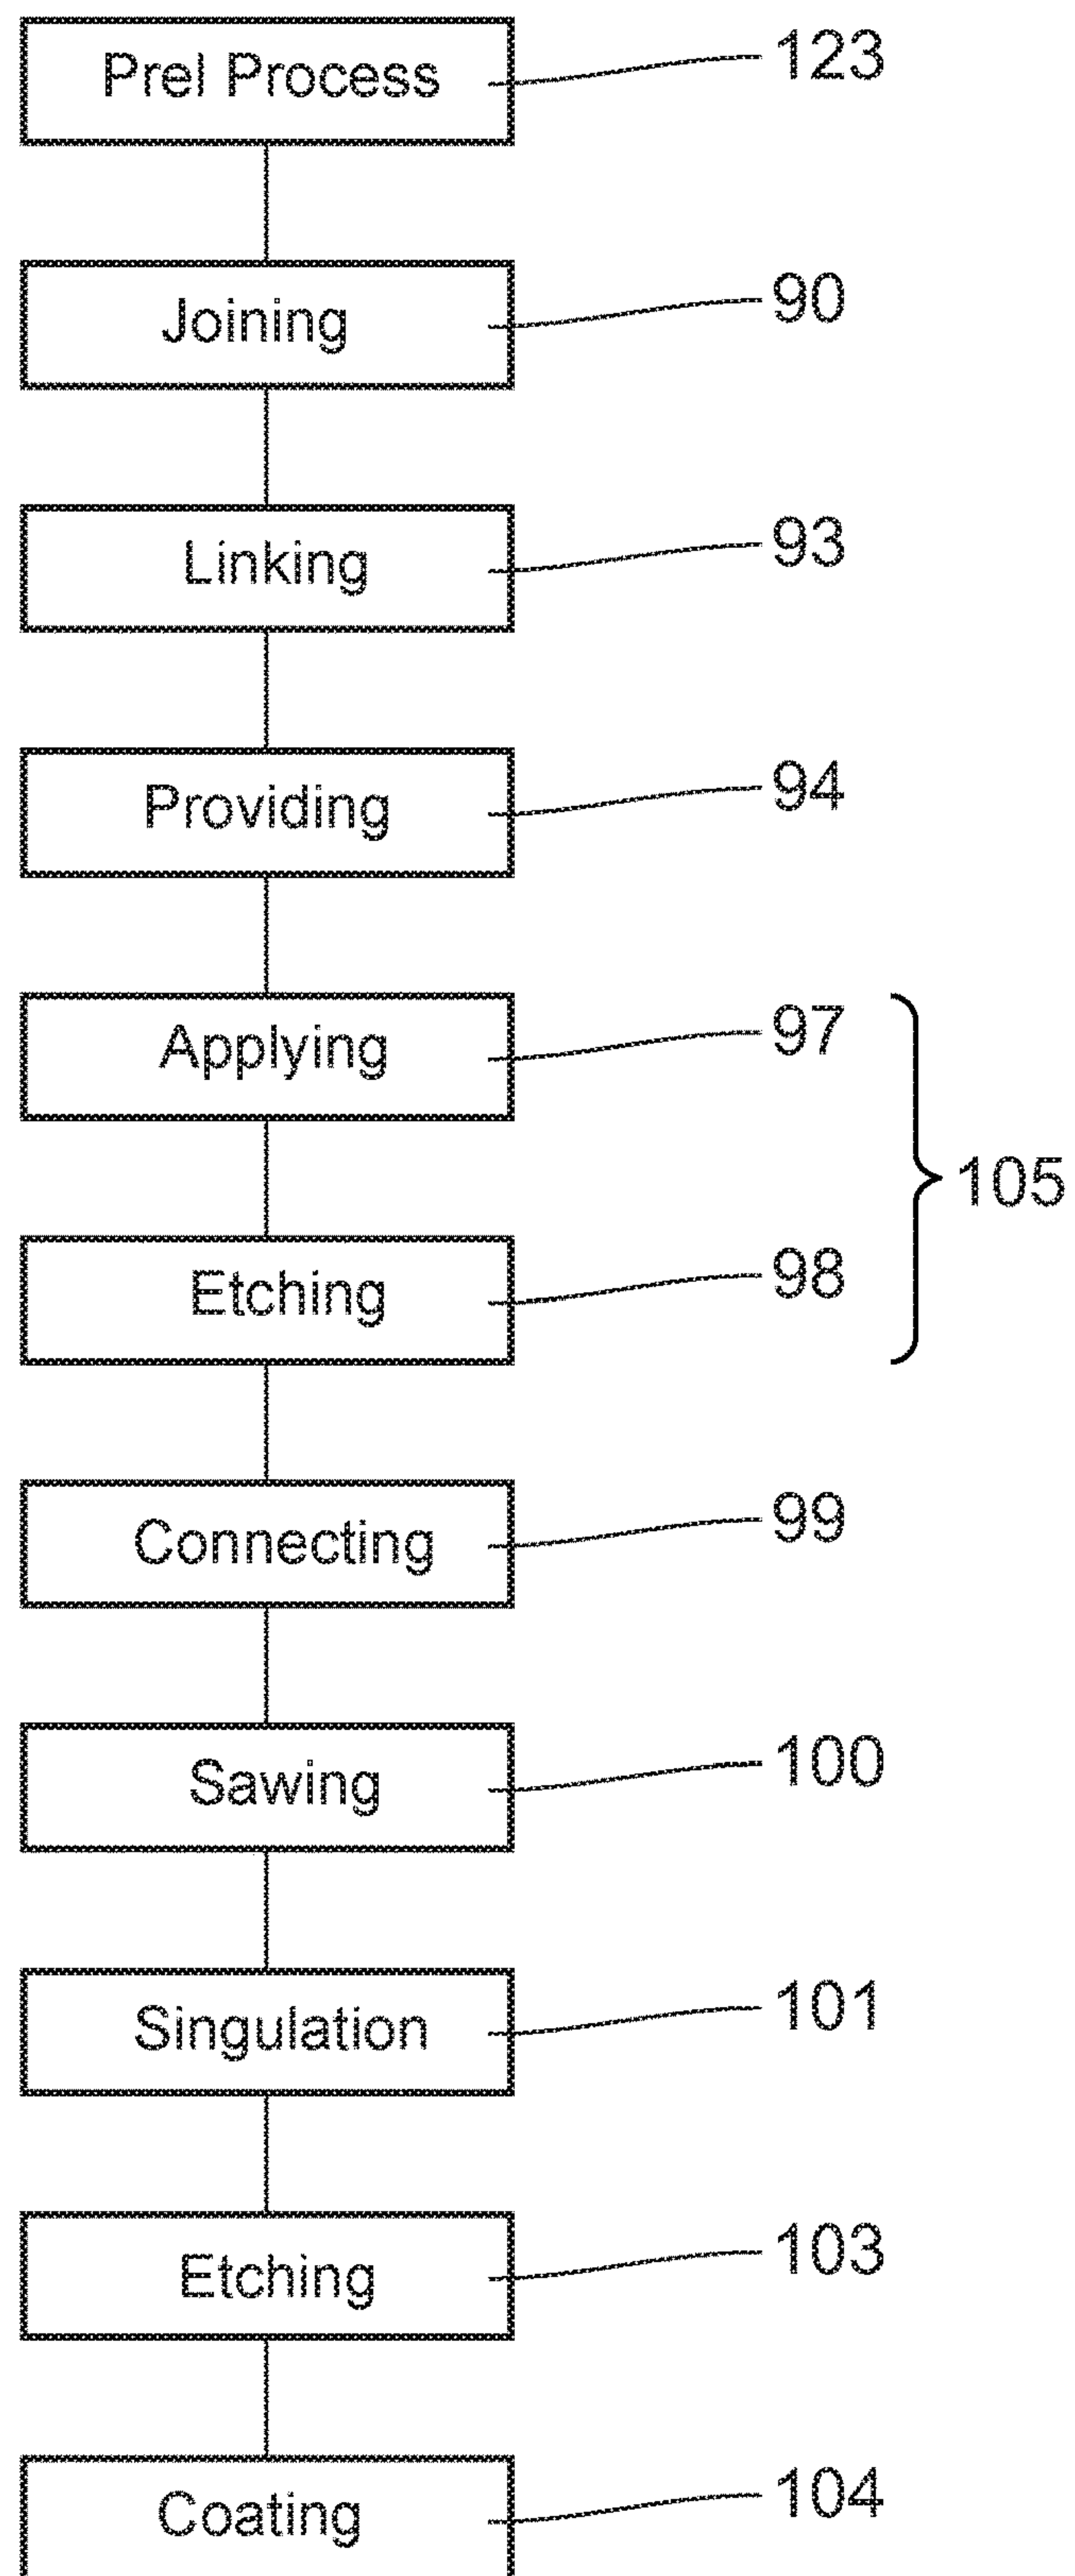 Prel Process 123
Joining 90
Linking 93
Providing 94
Applying 97
105
Etching 98
Connecting 99
Sawing 100
Singulation 101
Etching 103
Coating 104